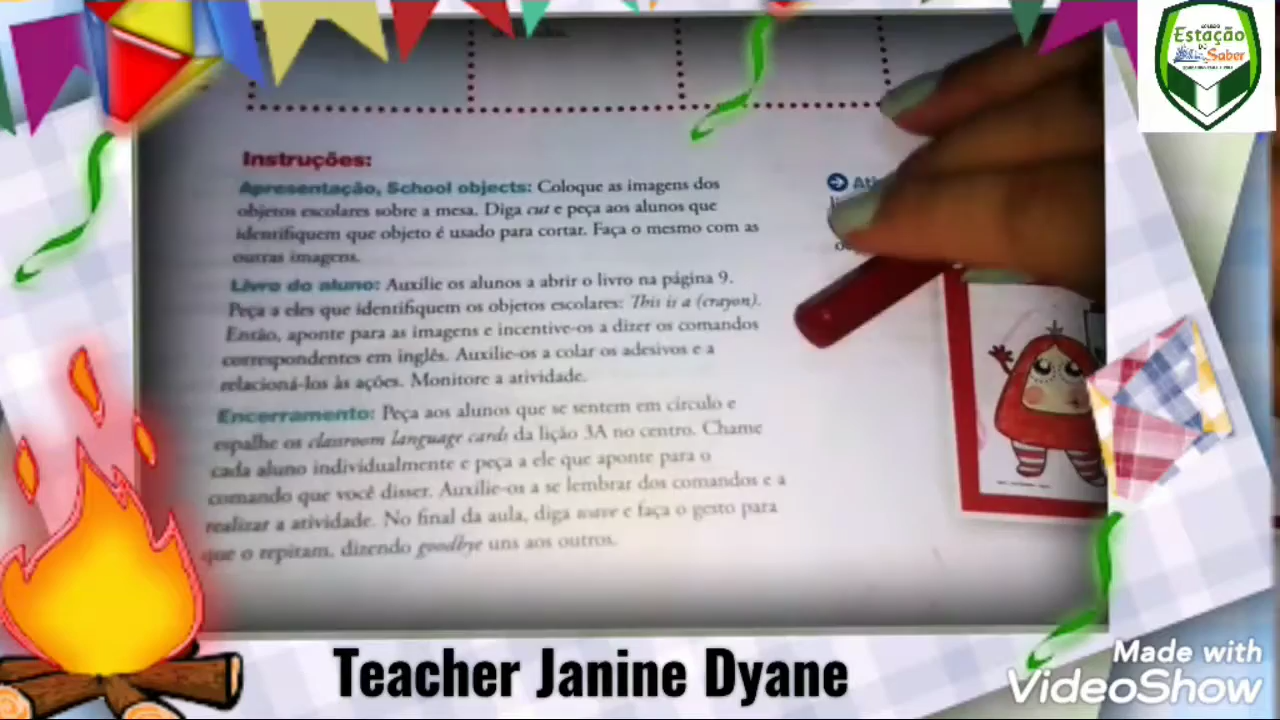 Estação
do
Saber
Instruções:
Apresentação, School objects: Coloque as imagens dos
objetos escolares sobre a mesa. Diga cut e peça aos alunos que
identifiquem que objeto é usado para cortar. Faça o mesmo com as
outras imagens.
Livro do aluno: Auxilie os alunos a abrir o livro na página 9.
Peça a eles que identifiquem os objetos escolares: This is a (crayon).
Então, aponte para as imagens e incentive-os a dizer os comandos
correspondentes em inglês. Auxilie-os a colar os adesivos e a
relacioná-los às ações. Monitore a atividade.
Encerramento: Peça aos alunos que se sentem em círculo e
espalhe os classroom language cards da lição 3A no centro. Chame
cada aluno individualmente e peça a ele que aponte para o
comando que você disser. Auxilie-os a se lembrar dos comandos e a
realizar a atividade. No final da aula, diga wave e faça o gesto para
que o repitam, dizendo goodbye uns aos outros.
Teacher Janine Dyane
Made with
VideoShow